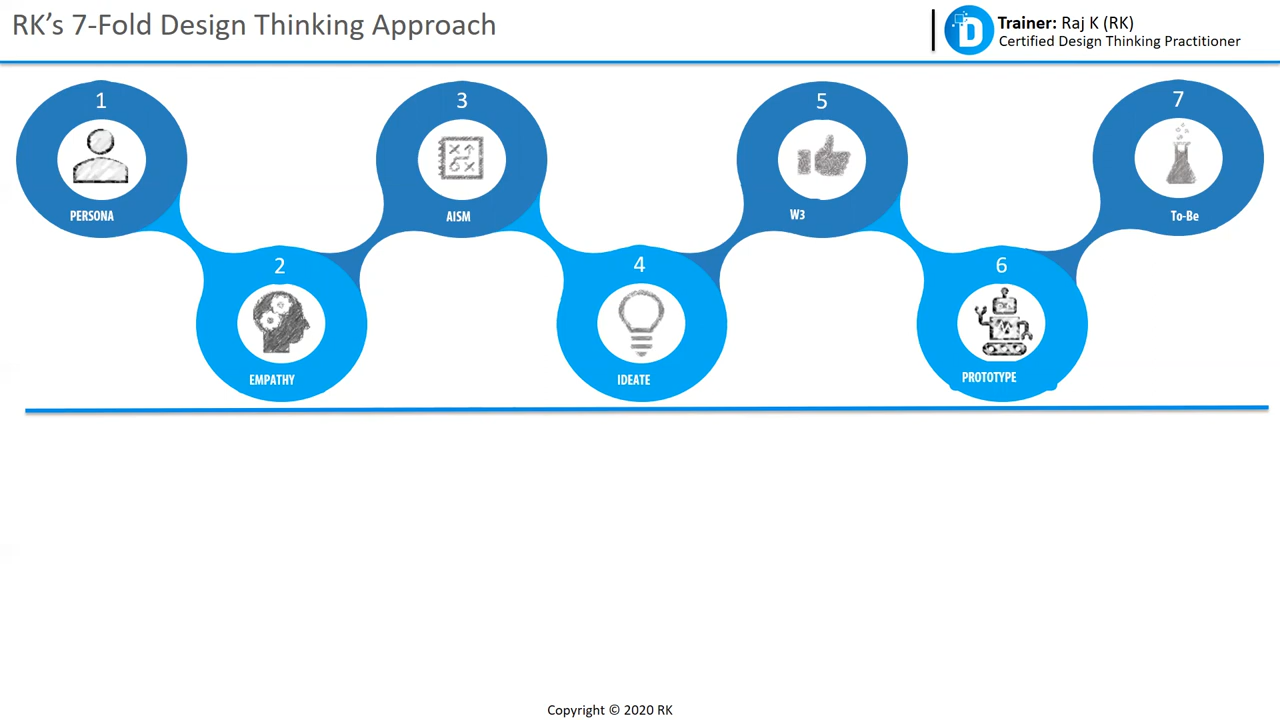 RK's 7-Fold Design Thinking Approach
Trainer: Raj K (RK)
Certified Design Thinking Practitioner
1
PERSONA
2
EMPATHY
3
AISM
4
IDEATE
5
W3
6
PROTOTYPE
7
To-Be
Copyright © 2020 RK